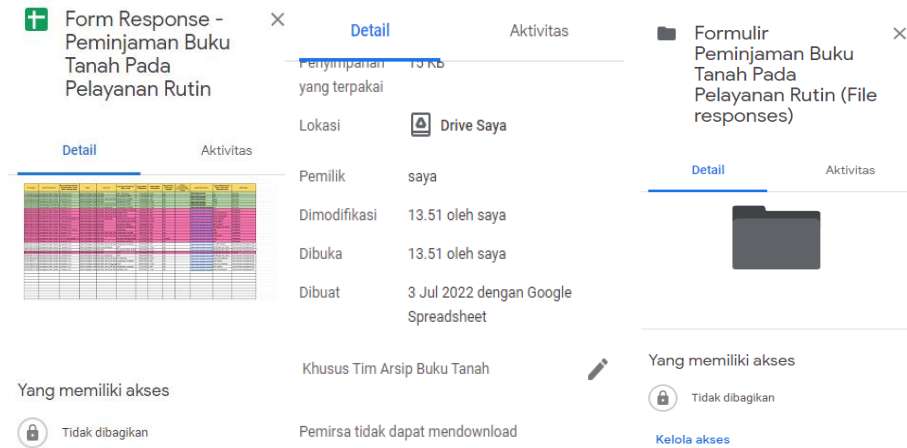 Form Response -
Peminjaman Buku
Tanah Pada
Pelayanan Rutin
Detail
Aktivitas
Yang memiliki akses
Tidak dibagikan
Detail
Aktivitas
Penyimpanan 15 KB
yang terpakai
Lokasi Drive Saya
Pemilik saya
Dimodifikasi 13.51 oleh saya
Dibuka 13.51 oleh saya
Dibuat 3 Jul 2022 dengan Google
Spreadsheet
Khusus Tim Arsip Buku Tanah
Pemirsa tidak dapat mendownload
Formulir
Peminjaman Buku
Tanah Pada
Pelayanan Rutin (File
responses)
Detail
Aktivitas
Yang memiliki akses
Tidak dibagikan
Kelola akses